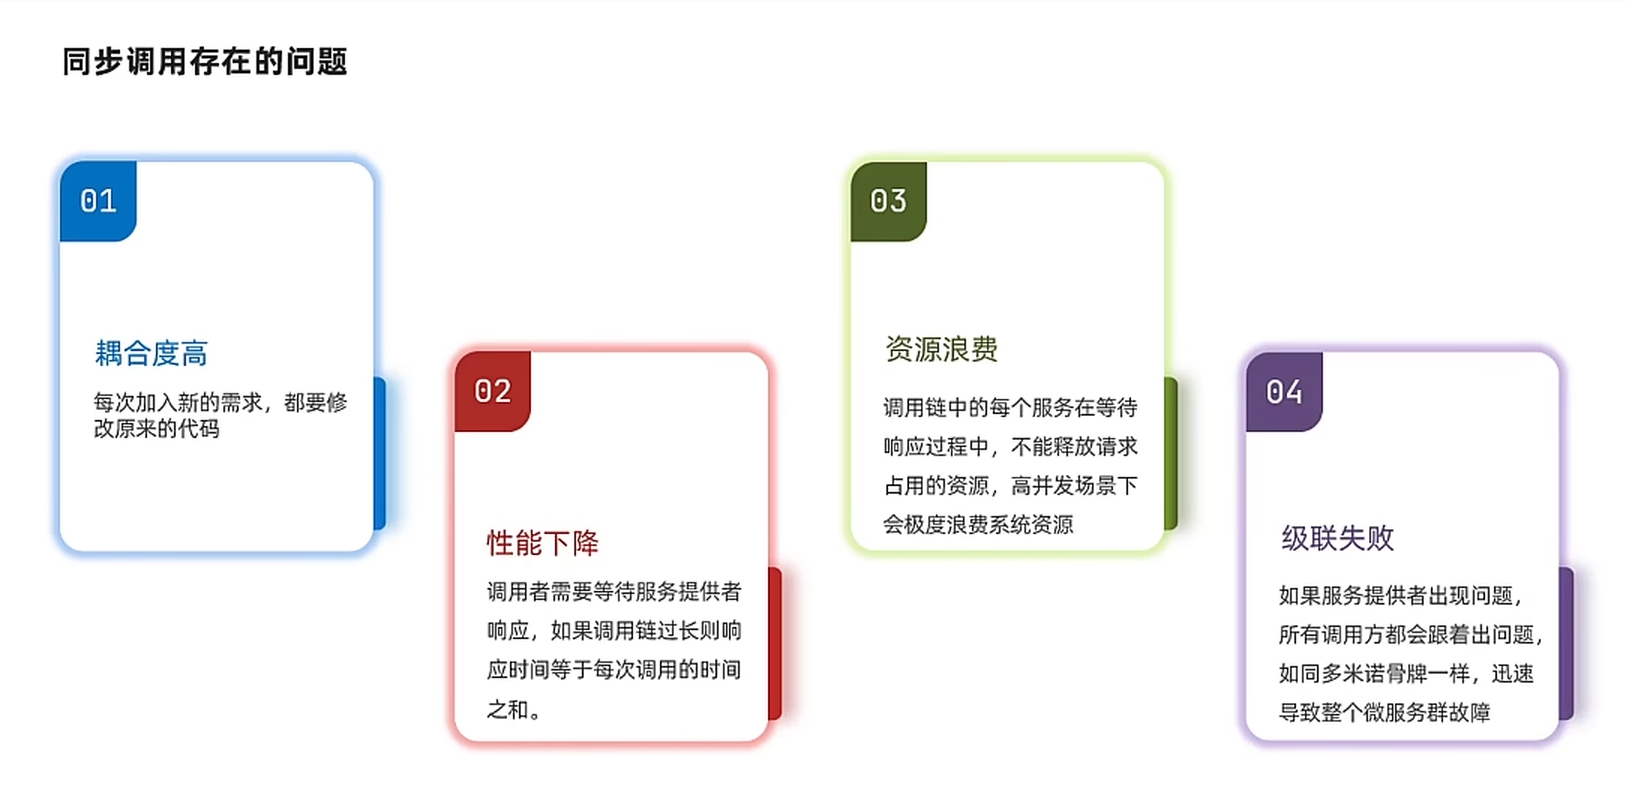 同步调用存在的问题
01
耦合度高
每次加入新的需求，都要修
改原来的代码
02
性能下降
调用者需要等待服务提供者
响应，如果调用链过长则响
应时间等于每次调用的时间
之和。
03
资源浪费
调用链中的每个服务在等待
响应过程中，不能释放请求
占用的资源，高并发场景下
会极度浪费系统资源
04
级联失败
如果服务提供者出现问题，
所有调用方都会跟着出问题，
如同多米诺骨牌一样，迅速
导致整个微服务群故障